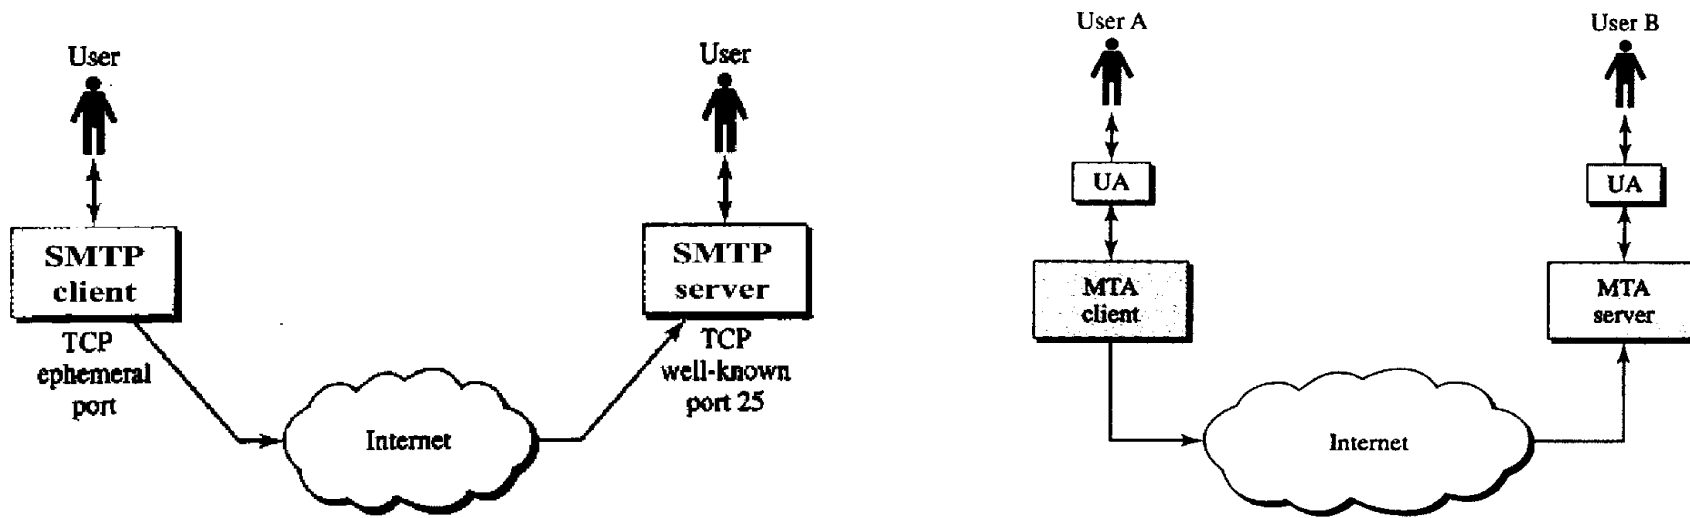 User
User
SMTP
client
SMTP
server
TCP
ephemeral
port
TCP
well-known
port 25
Internet
User A
User B
UA
UA
MTA
client
MTA
server
Internet